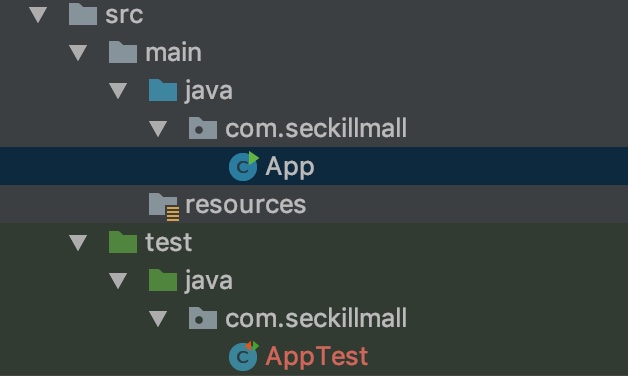 src
main
java
com.seckillmall
App
resources
test
java
com.seckillmall
AppTest